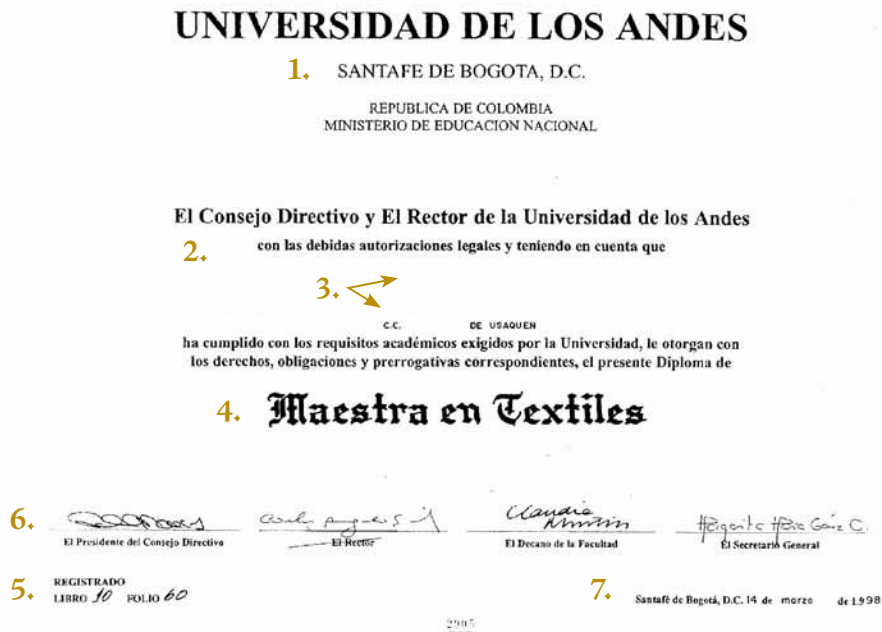 UNIVERSIDAD DE LOS ANDES
1. SANTAFE DE BOGOTA, D.C.
REPUBLICA DE COLOMBIA
MINISTERIO DE EDUCACION NACIONAL
El Consejo Directivo y El Rector de la Universidad de los Andes
2. con las debidas autorizaciones legales y teniendo en cuenta que
3.
C.C. DE USAQUEN
ha cumplido con los requisitos académicos exigidos por la Universidad, le otorgan con
los derechos, obligaciones y prerrogativas correspondientes, el presente Diploma de
4. Maestra en Textiles
6. Claudia
El Presidente del Consejo Directivo El Rector El Decano de la Facultad El Secretario General
5. REGISTRADO
LIBRO 10 FOLIO 60
7. Santafé de Bogotá, D.C. 14 de marzo de 1.998